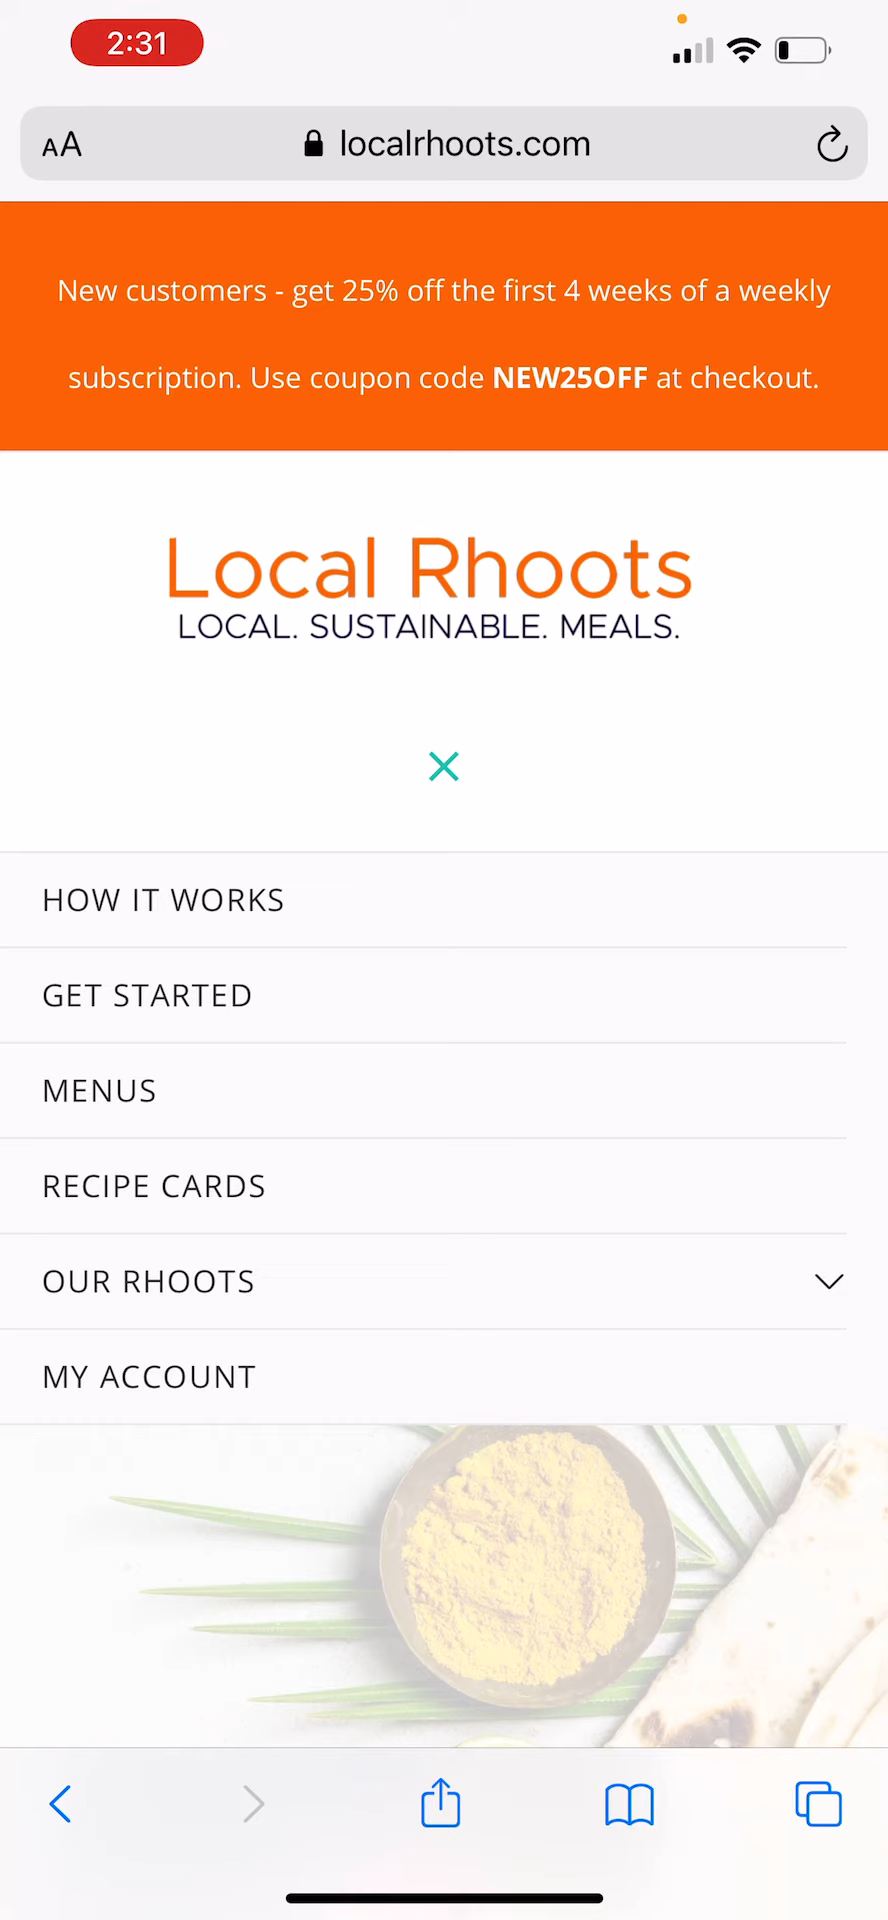 2:31
AA
localrhoots.com
New customers - get 25% off the first 4 weeks of a weekly
subscription. Use coupon code NEW25OFF at checkout.
Local Rhoots
LOCAL. SUSTAINABLE. MEALS.
HOW IT WORKS
GET STARTED
MENUS
RECIPE CARDS
OUR RHOOTS
MY ACCOUNT